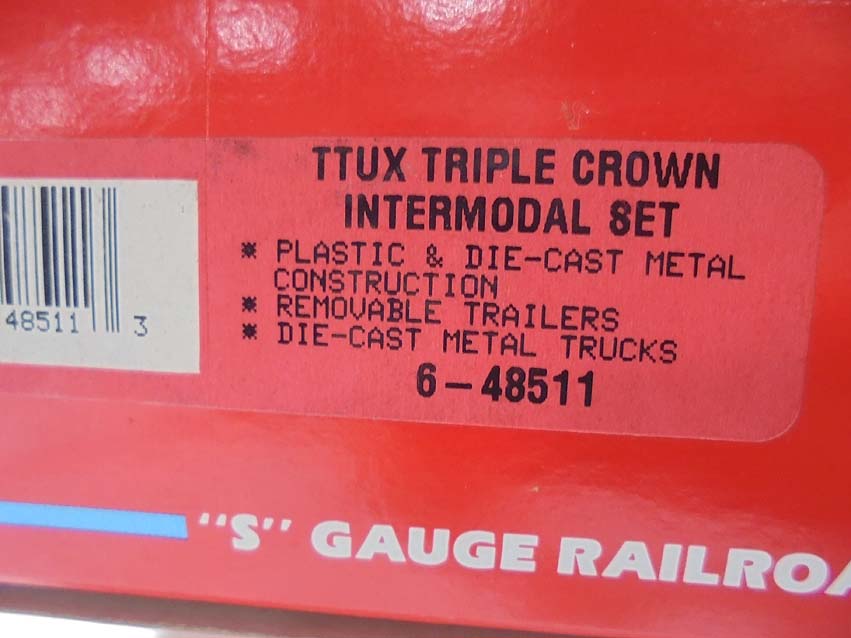 TTUX TRIPLE CROWN
INTERMODAL SET
* PLASTIC & DIE-CAST METAL
CONSTRUCTION
* REMOVABLE TRAILERS
* DIE-CAST METAL TRUCKS
6-48511
48511 3
"S" GAUGE RAILROA